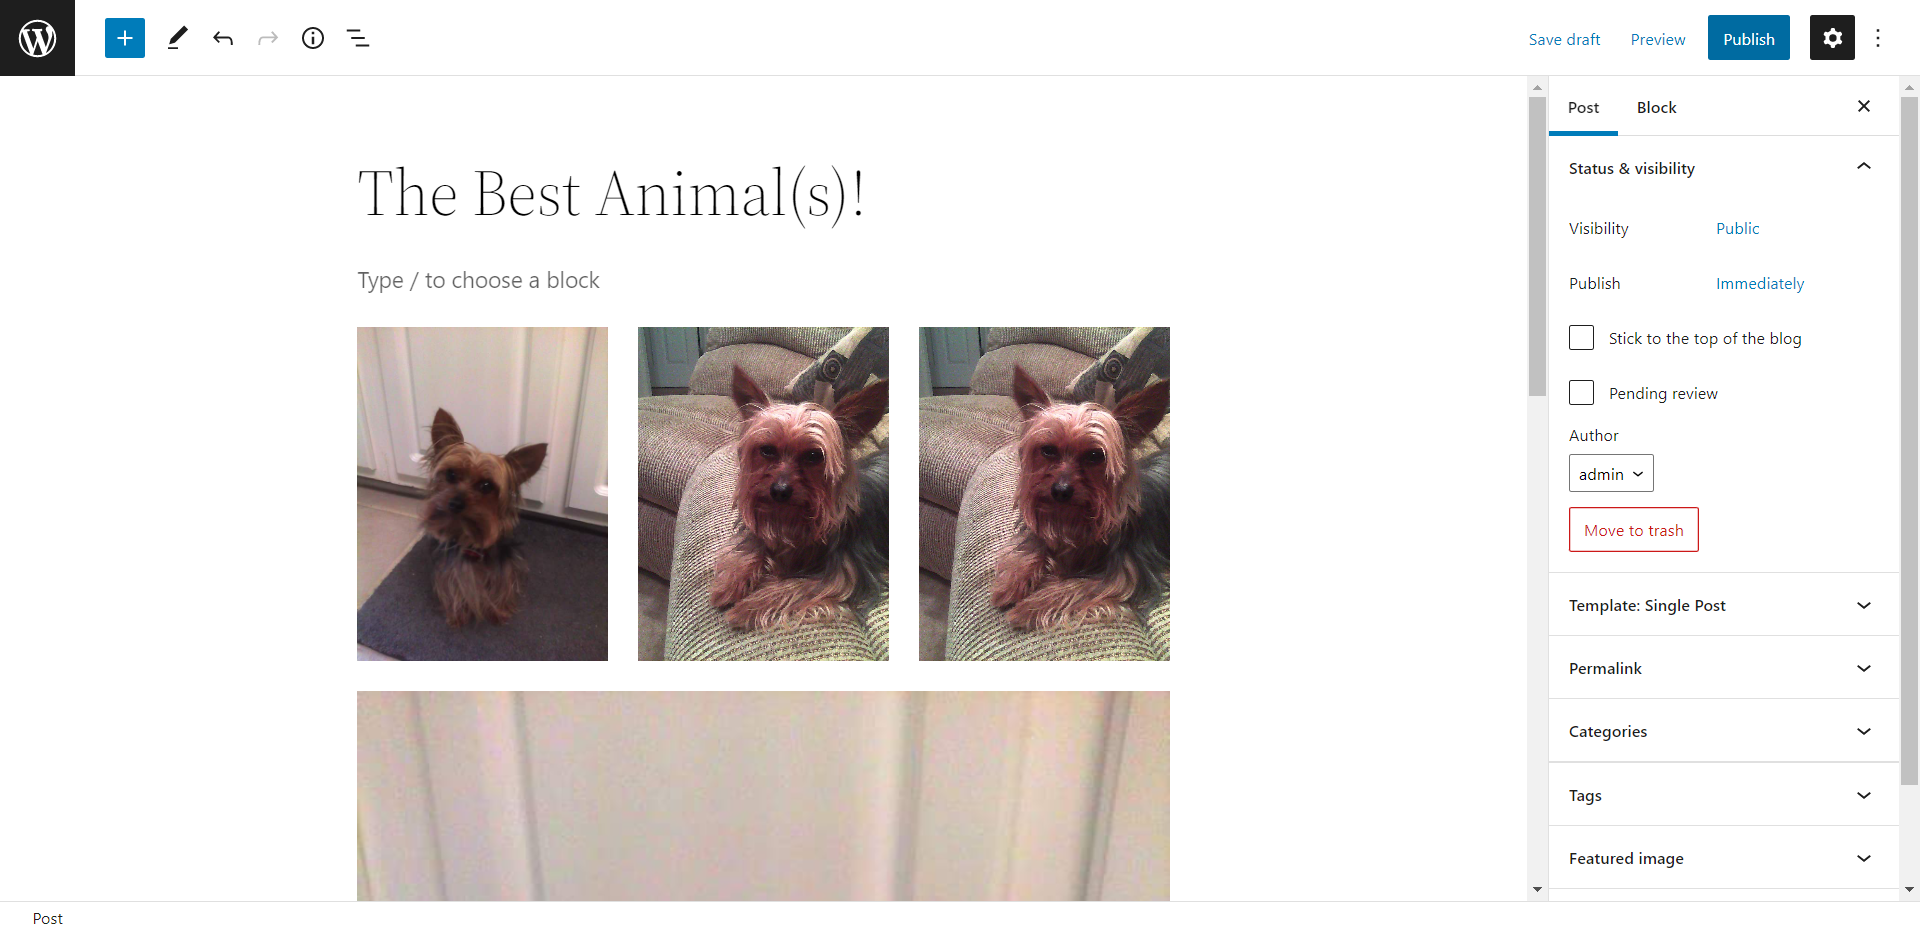 Save draft
Preview
Publish
The Best Animal(s)!
Type / to choose a block
Post
Block
Status & visibility
Visibility
Public
Publish
Immediately
Stick to the top of the blog
Pending review
Author
admin
Move to trash
Template: Single Post
Permalink
Categories
Tags
Featured image
Post